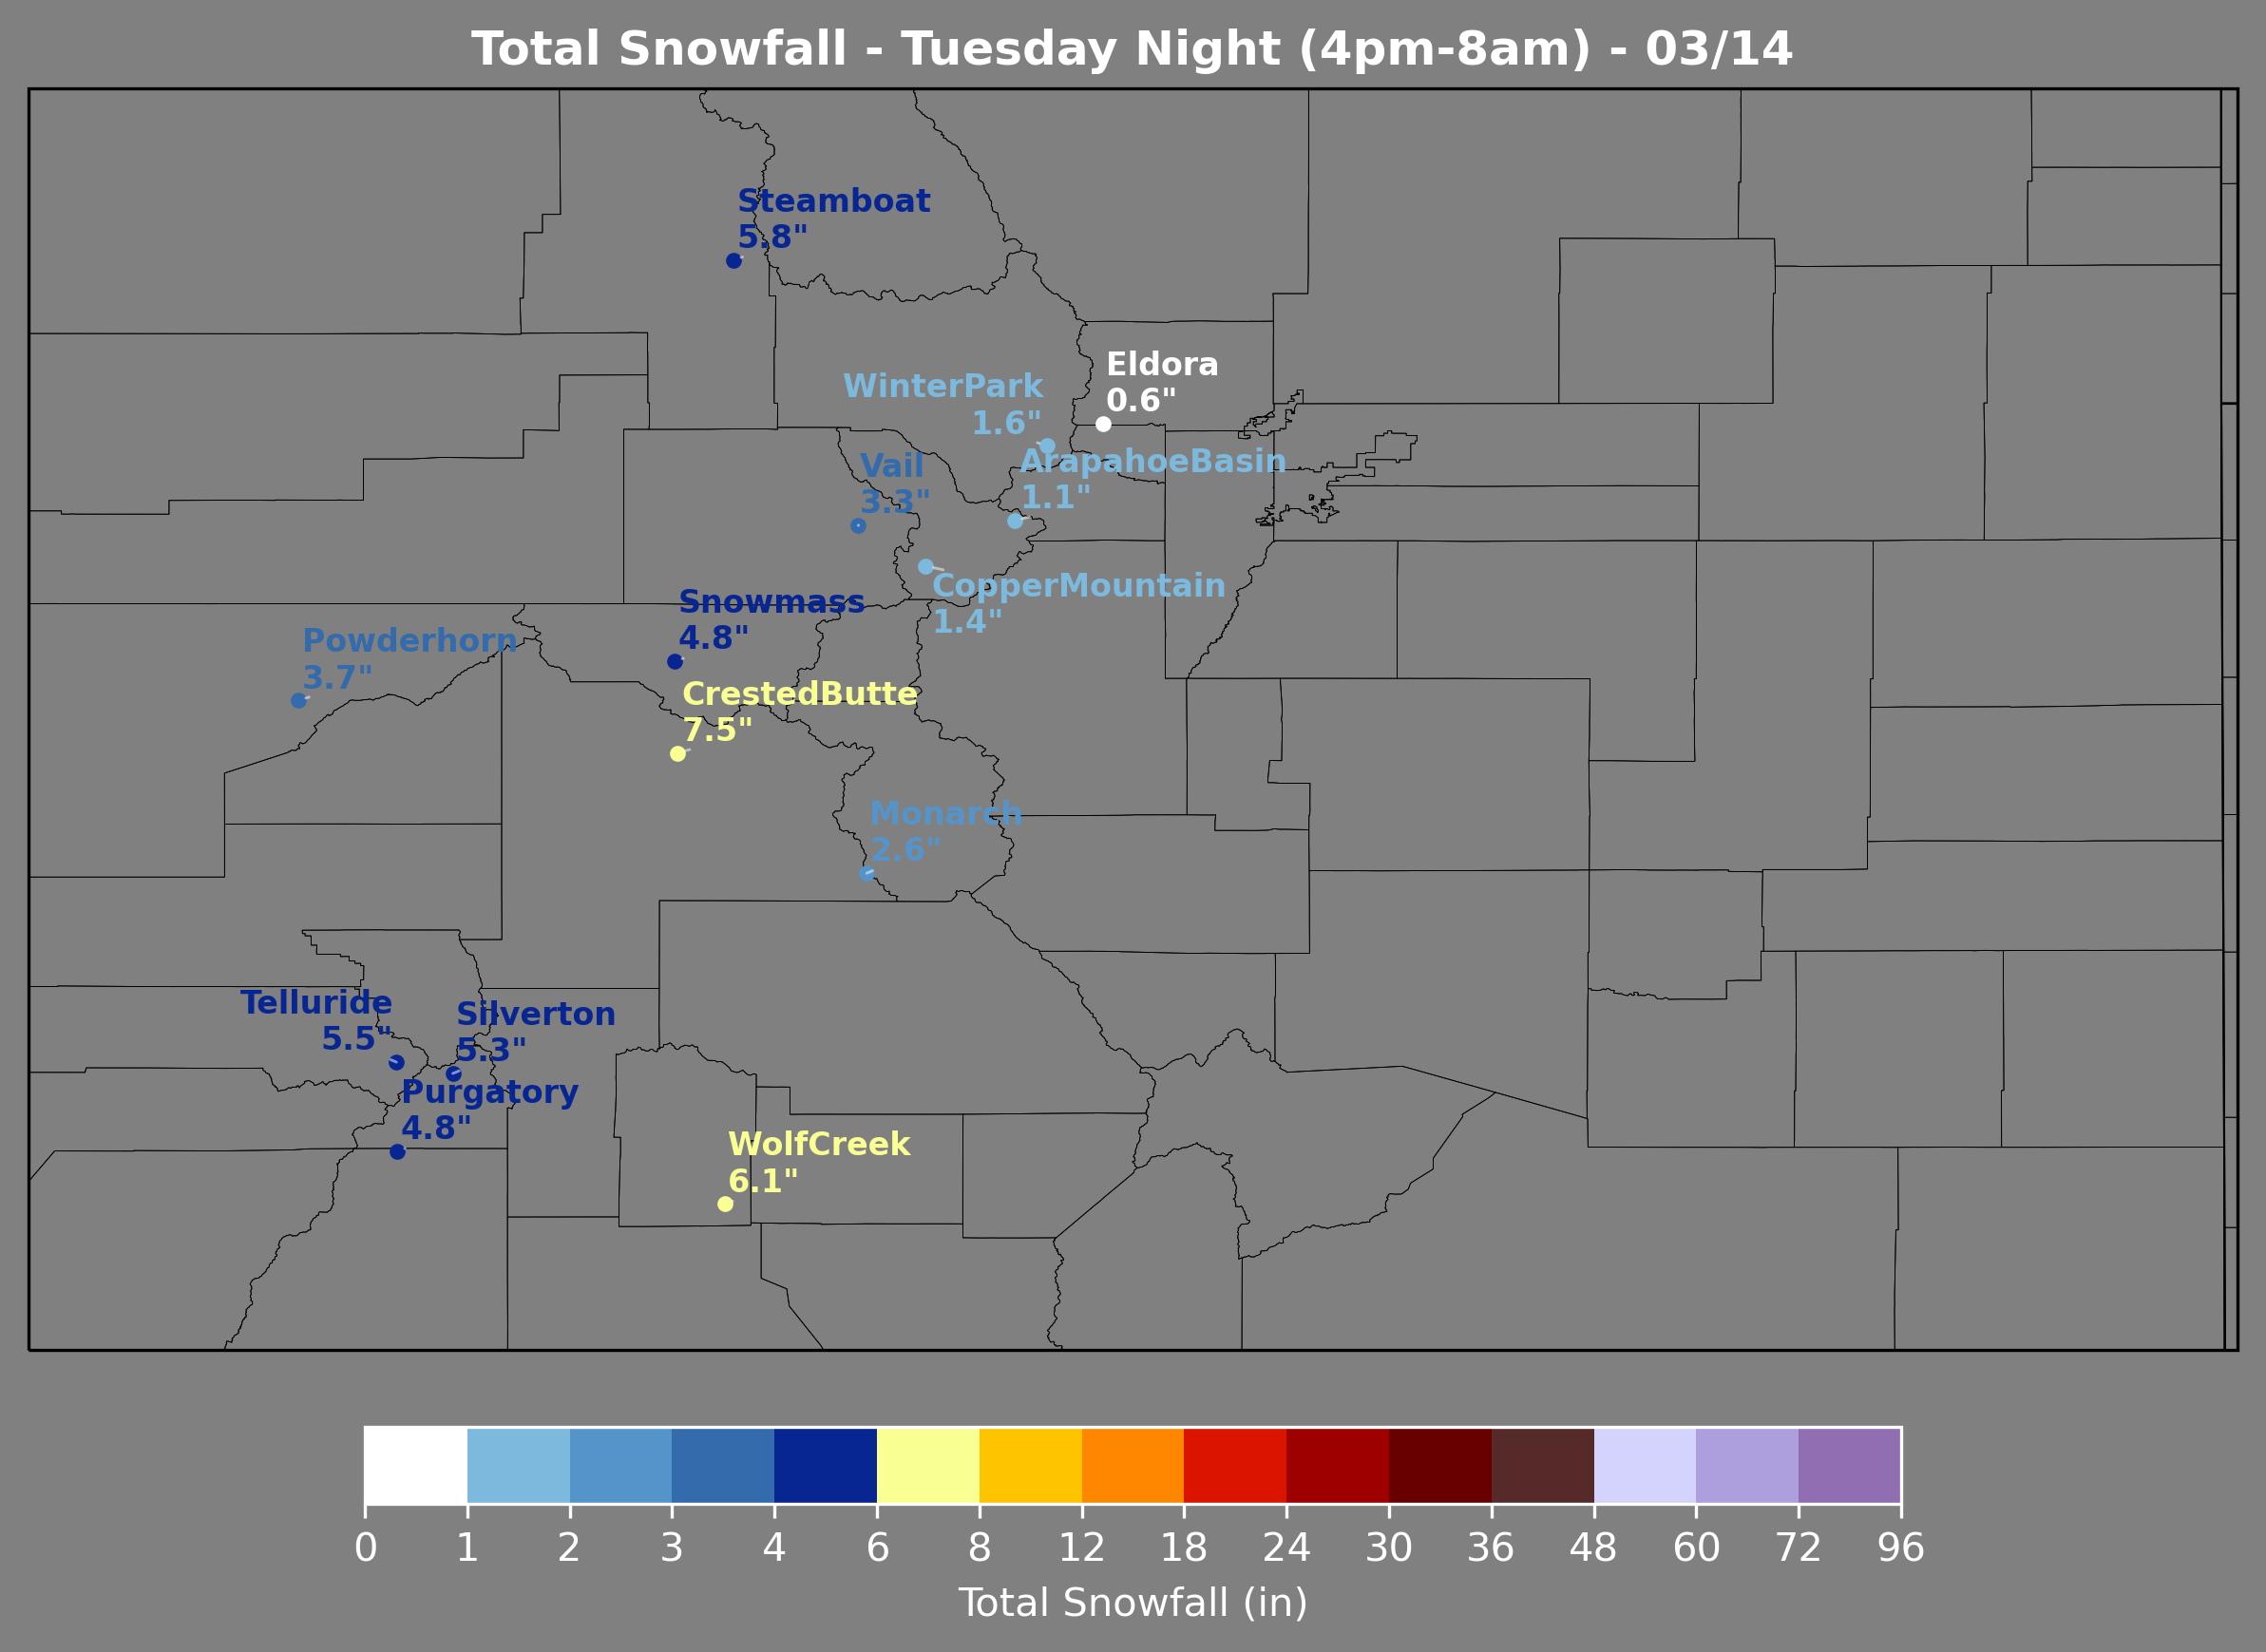 Total Snowfall - Tuesday Night (4pm-8am) - 03/14
Steamboat
5.8"
Eldora
0.6"
WinterPark
1.6"
ArapahoeBasin
1.1"
Vail
3.3"
CopperMountain
1.4"
Snowmass
4.8"
Powderhorn
3.7"
CrestedButte
7.5"
Monarch
2.6"
Telluride
5.5"
Silverton
5.3"
Purgatory
4.8"
WolfCreek
6.1"
0 1 2 3 4 6 8 12 18 24 30 36 48 60 72 96
Total Snowfall (in)